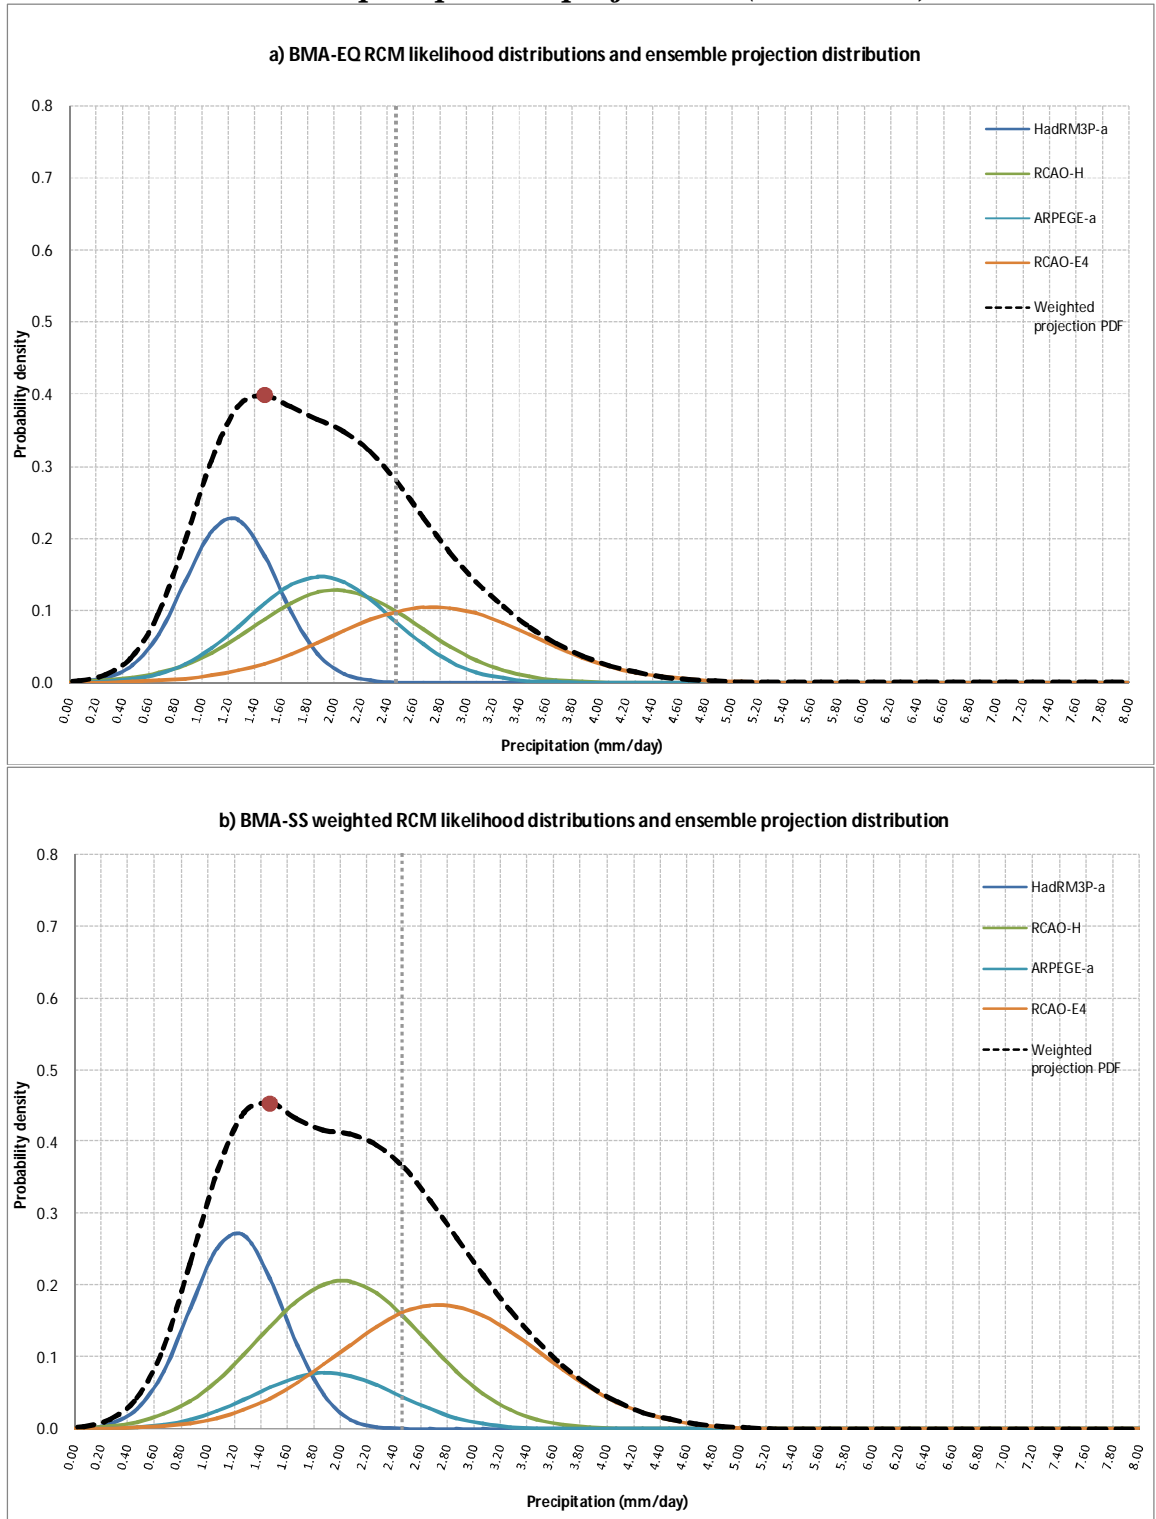 a) BMA-EQ RCM likelihood distributions and ensemble projection distribution
0.8
0.7
0.6
0.5
0.4
0.3
0.2
0.1
0.0
Probability density
HadRM3P-a
RCAO-H
ARPEGE-a
RCAO-E4
Weighted
projection PDF
0.00 0.20 0.40 0.60 0.80 1.00 1.20 1.40 1.60 1.80 2.00 2.20 2.40 2.60 2.80 3.00 3.20 3.40 3.60 3.80 4.00 4.20 4.40 4.60 4.80 5.00 5.20 5.40 5.60 5.80 6.00 6.20 6.40 6.60 6.80 7.00 7.20 7.40 7.60 7.80 8.00
Precipitation (mm/day)
b) BMA-SS weighted RCM likelihood distributions and ensemble projection distribution
0.8
0.7
0.6
0.5
0.4
0.3
0.2
0.1
0.0
Probability density
HadRM3P-a
RCAO-H
ARPEGE-a
RCAO-E4
Weighted
projection PDF
0.00 0.20 0.40 0.60 0.80 1.00 1.20 1.40 1.60 1.80 2.00 2.20 2.40 2.60 2.80 3.00 3.20 3.40 3.60 3.80 4.00 4.20 4.40 4.60 4.80 5.00 5.20 5.40 5.60 5.80 6.00 6.20 6.40 6.60 6.80 7.00 7.20 7.40 7.60 7.80 8.00
Precipitation (mm/day)